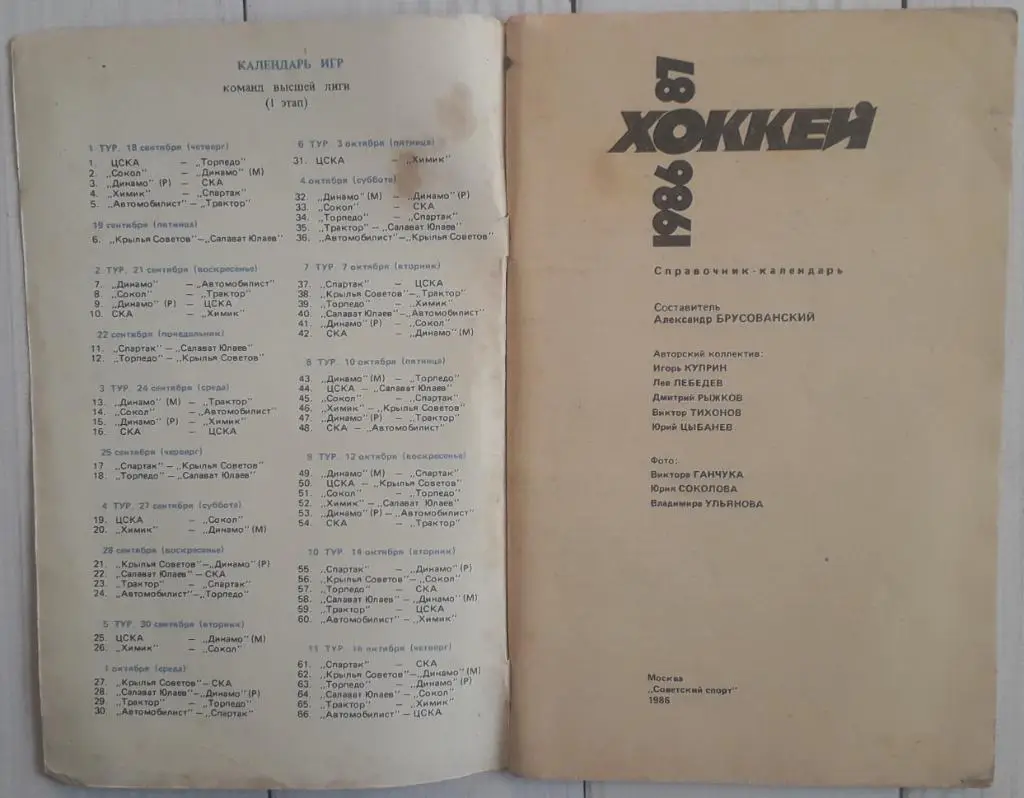 КАЛЕНДАРЬ ИГР
команд высшей лиги
(1 этап)
1 ТУР. 18 сентября (четверг)
1. ЦСКА — „Торпедо"
2. „Сокол" — „Динамо" (М)
3. „Динамо" (Р) — СКА
4. „Химик" — „Спартак"
5. „Автомобилист" — „Трактор"
19 сентября (пятница)
6. „Крылья Советов" — „Салават Юлаев"
2 ТУР. 21 сентября (воскресенье)
7. „Динамо" — „Автомобилист"
8. „Сокол" — „Трактор"
9. „Динамо" (Р) — ЦСКА
10. СКА — „Химик"
22 сентября (понедельник)
11. „Спартак" — „Салават Юлаев"
12. „Торпедо" — „Крылья Советов"
3 ТУР. 24 сентября (среда)
13. „Динамо" (М) — „Трактор"
14. „Сокол" — „Автомобилист"
15. „Динамо" (Р) — „Химик"
16. СКА — ЦСКА
25 сентября (четверг)
17 „Спартак" — „Крылья Советов"
18. „Торпедо" — „Салават Юлаев"
4 ТУР. 27 сентября (суббота)
19. ЦСКА — „Сокол"
20. „Химик" — „Динамо" (М)
28 сентября (воскресенье)
21. „Крылья Советов" — „Динамо" (Р)
22. „Салават Юлаев" — СКА
23. „Трактор" — „Спартак"
24. „Автомобилист" — „Торпедо"
5 ТУР. 30 сентября (вторник)
25. ЦСКА — „Динамо" (М)
26. „Химик" — „Сокол"
1 октября (среда)
27. „Крылья Советов" — СКА
28. „Салават Юлаев" — „Динамо" (Р)
29. „Трактор" — „Торпедо"
30. „Автомобилист" — „Спартак"
6 ТУР. 3 октября (пятница)
31. ЦСКА — „Химик"
4 октября (суббота)
32. „Динамо" (М) — „Динамо" (Р)
33. „Сокол" — СКА
34. „Торпедо" — „Спартак"
35. „Трактор" — „Салават Юлаев"
36. „Автомобилист" — „Крылья Советов"
7 ТУР. 7 октября (вторник)
37. „Спартак" — ЦСКА
38. „Крылья Советов" — „Трактор"
39. „Торпедо" — „Химик"
40. „Салават Юлаев" — „Автомобилист"
41. „Динамо" (Р) — „Сокол"
42. СКА — „Динамо" (М)
8 ТУР. 10 октября (пятница)
43. „Динамо" (М) — „Торпедо"
44. ЦСКА — „Салават Юлаев"
45. „Сокол" — „Спартак"
46. „Химик" — „Крылья Советов"
47. „Динамо" (Р) — „Трактор"
48. СКА — „Автомобилист"
9 ТУР. 12 октября (воскресенье)
49. „Динамо" (М) — „Спартак"
50. ЦСКА — „Крылья Советов"
51. „Сокол" — „Торпедо"
52. „Химик" — „Салават Юлаев"
53. „Динамо" (Р) — „Автомобилист"
54. СКА — „Трактор"
10 ТУР. 14 октября (вторник)
55. „Спартак" — „Динамо" (Р)
56. „Крылья Советов" — „Сокол"
57. „Торпедо" — СКА
58. „Салават Юлаев" — „Динамо" (М)
59. „Трактор" — ЦСКА
60. „Автомобилист" — „Химик"
11 ТУР. 16 октября (четверг)
61. „Спартак" — СКА
62. „Крылья Советов" — „Динамо" (М)
63. „Торпедо" — „Динамо" (Р)
64. „Салават Юлаев" — „Сокол"
65. „Трактор" — „Химик"
66. „Автомобилист" — ЦСКА
1986 87
ХОККЕЙ
Справочник-календарь
Составитель
Александр БРУСОВАНСКИЙ
Авторский коллектив:
Игорь КУПРИН
Лев ЛЕБЕДЕВ
Дмитрий РЫЖКОВ
Виктор ТИХОНОВ
Юрий ЦЫБАНЕВ
Фото:
Виктора ГАНЧУКА
Юрия СОКОЛОВА
Владимира УЛЬЯНОВА
Москва
„Советский спорт"
1986